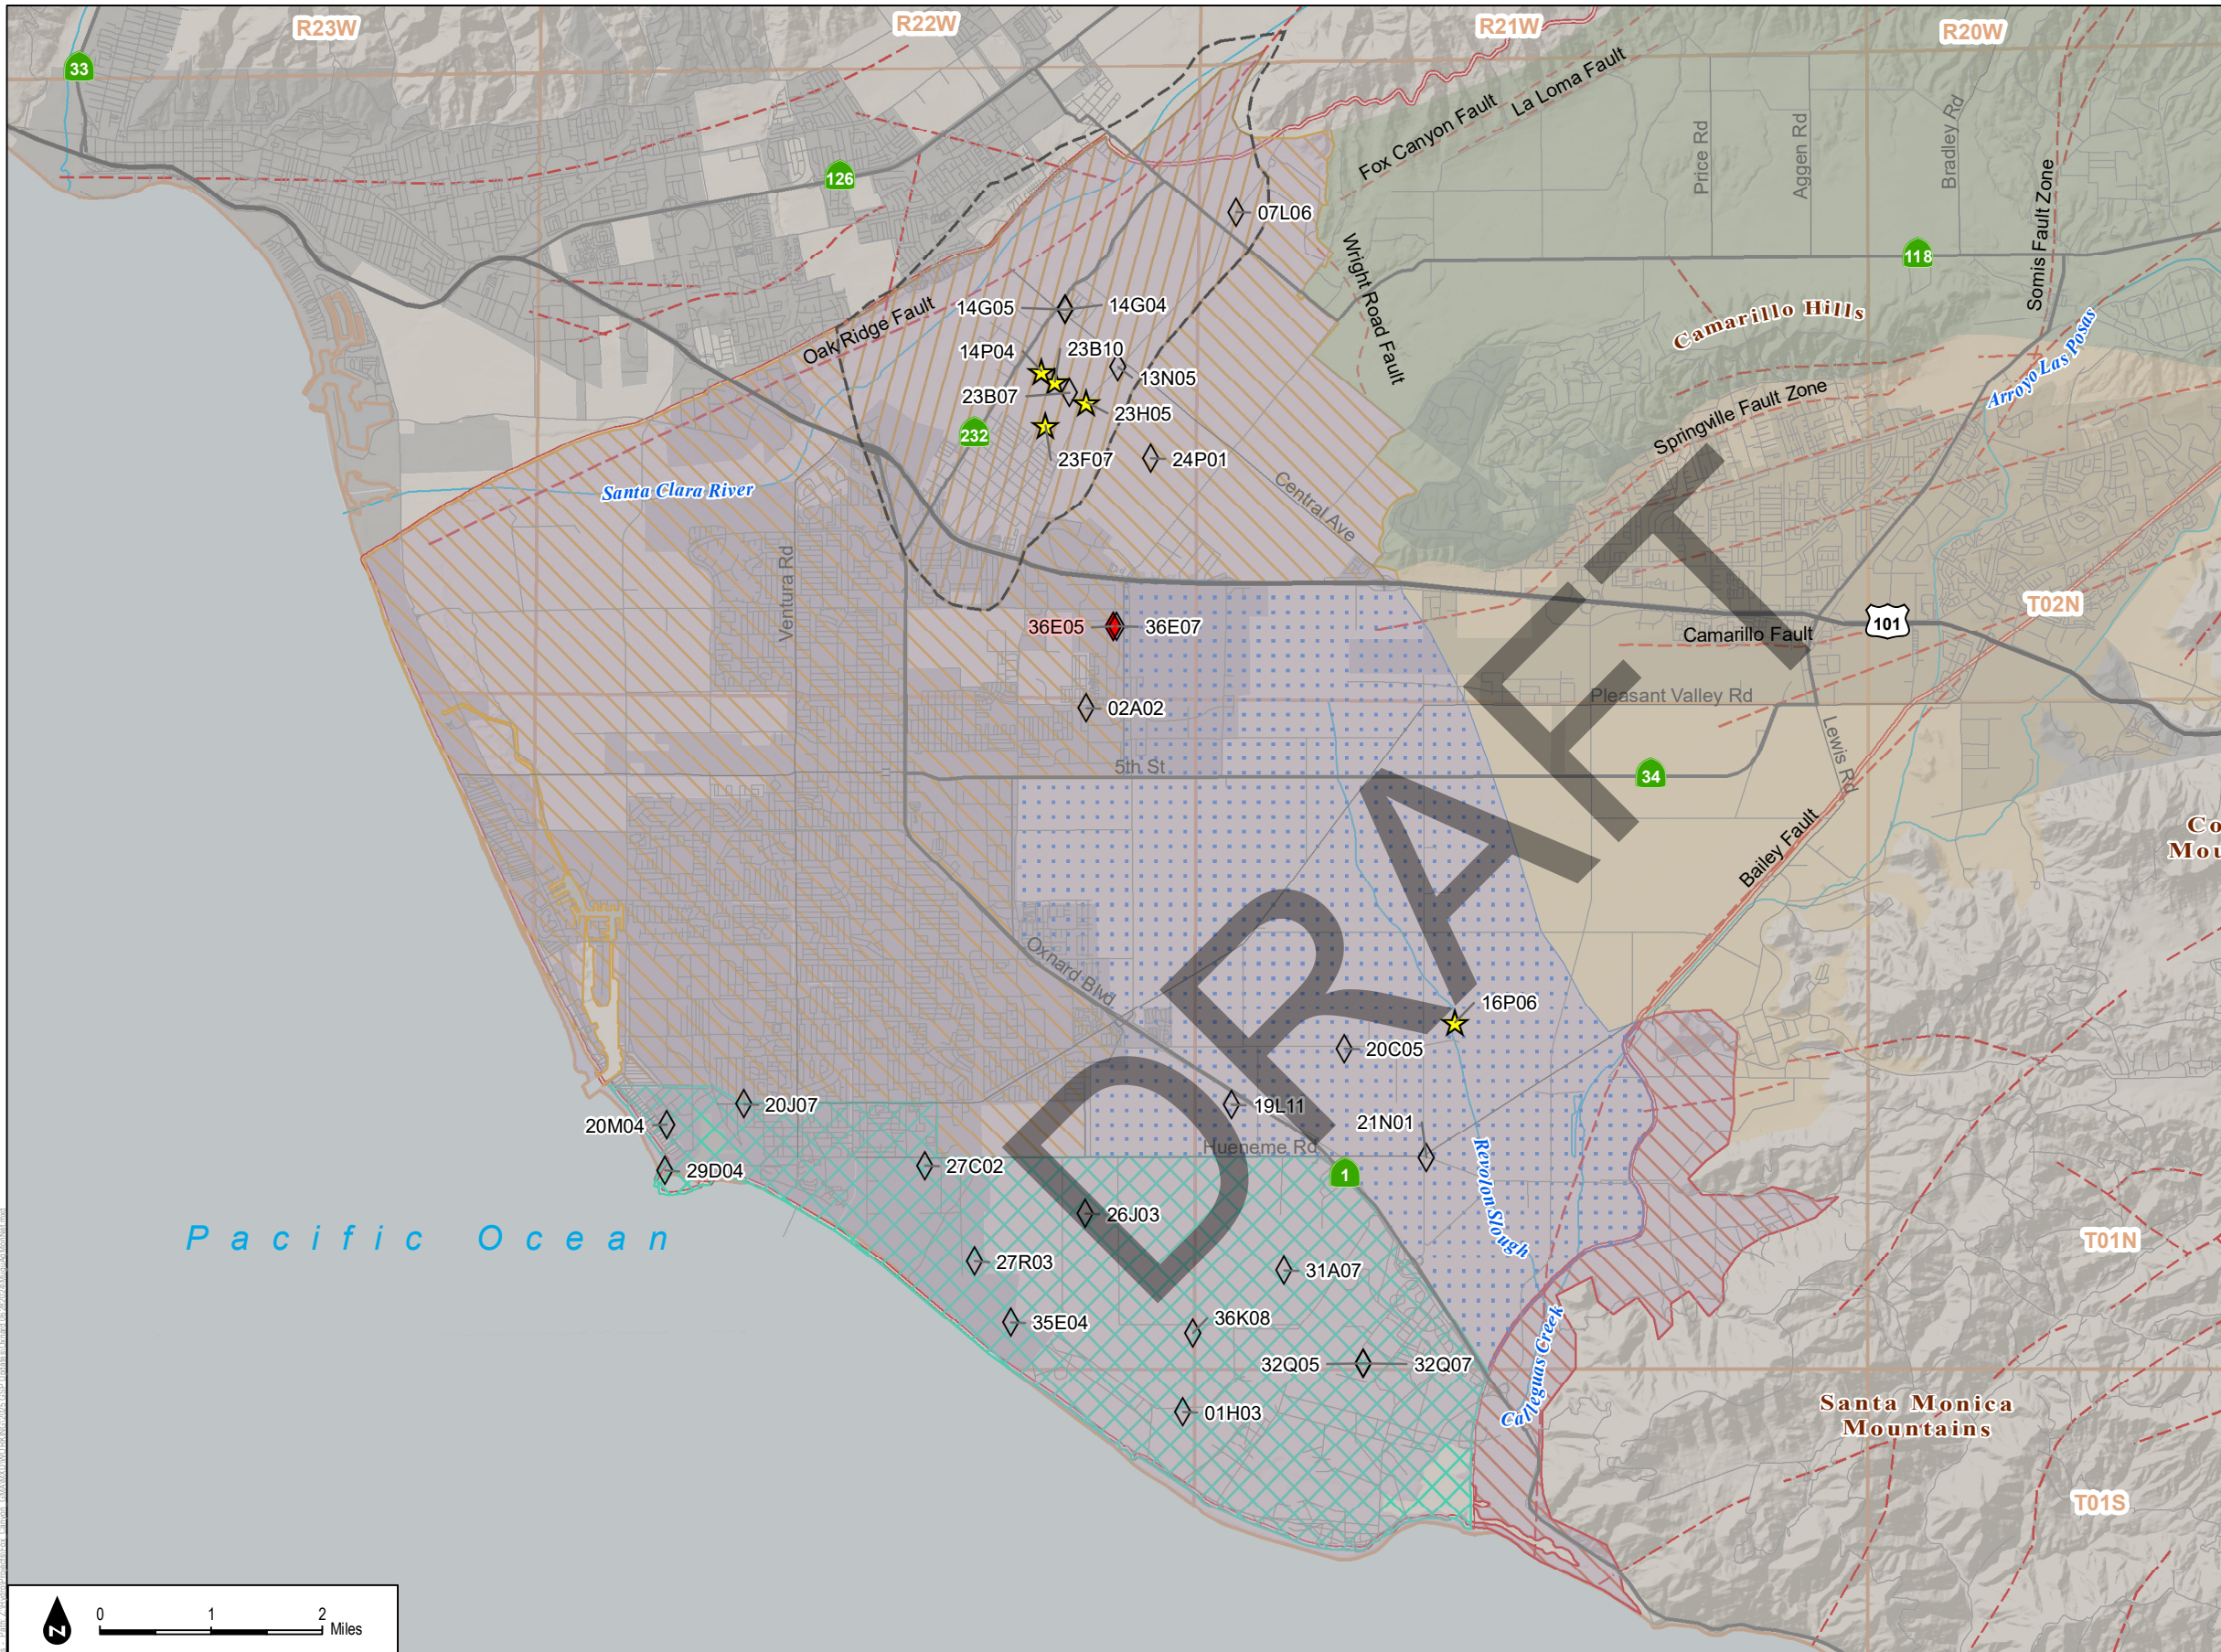 R23W
R22W
R21W
R20W
33
126
118
Fox Canyon Fault
La Loma Fault
Price Rd
Aggen Rd
Bradley Rd
Somis Fault Zone
07L06
Wright Road Fault
Camarillo Hills
Arroyo Las Posas
14G05
14G04
Oak Ridge Fault
14P04
23B10
13N05
23B07
23H05
232
23F07
24P01
Springville Fault Zone
Santa Clara River
Central Ave
Ventura Rd
36E05
36E07
T02N
101
Camarillo Fault
02A02
Pleasant Valley Rd
5th St
34
Lewis Rd
Bailey Fault
Co
Mou
Oxnard Blvd
DRAFT
16P06
20C05
20J07
19L11
20M04
21N01
Hueneme Rd
29D04
27C02
1
Revolon Slough
26J03
Pacific Ocean
T01N
27R03
31A07
35E04
36K08
32Q05
32Q07
Calleguas Creek
01H03
Santa Monica
Mountains
T01S
N
0 1 2
Miles